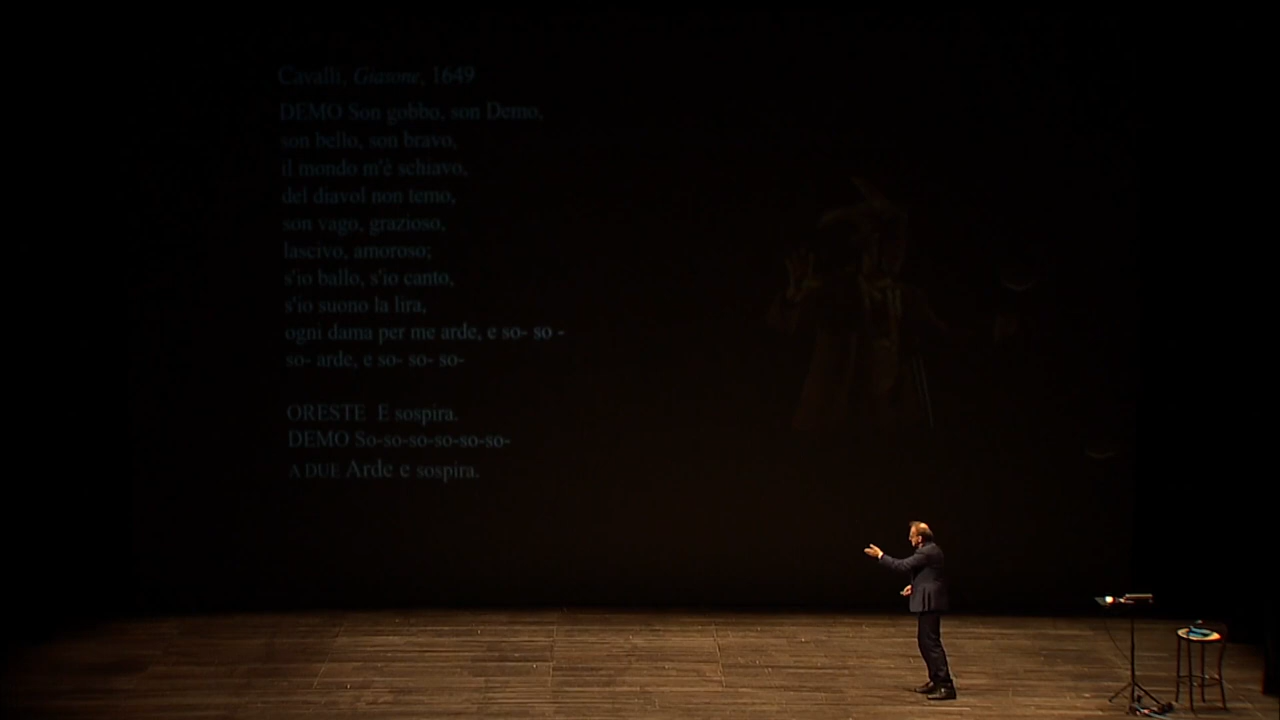 Cavalli, Giasone, 1649
DEMO Son gobbo, son Demo,
son bello, son bravo,
il mondo m'è schiavo,
del diavol non temo,
son vago, grazioso,
lascivo, amoroso;
s'io ballo, s'io canto,
s'io suono la lira,
ogni dama per me arde, e so- so -
so- arde, e so- so- so-
ORESTE E sospira.
DEMO So-so-so-so-so-so-
A DUE Arde e sospira.